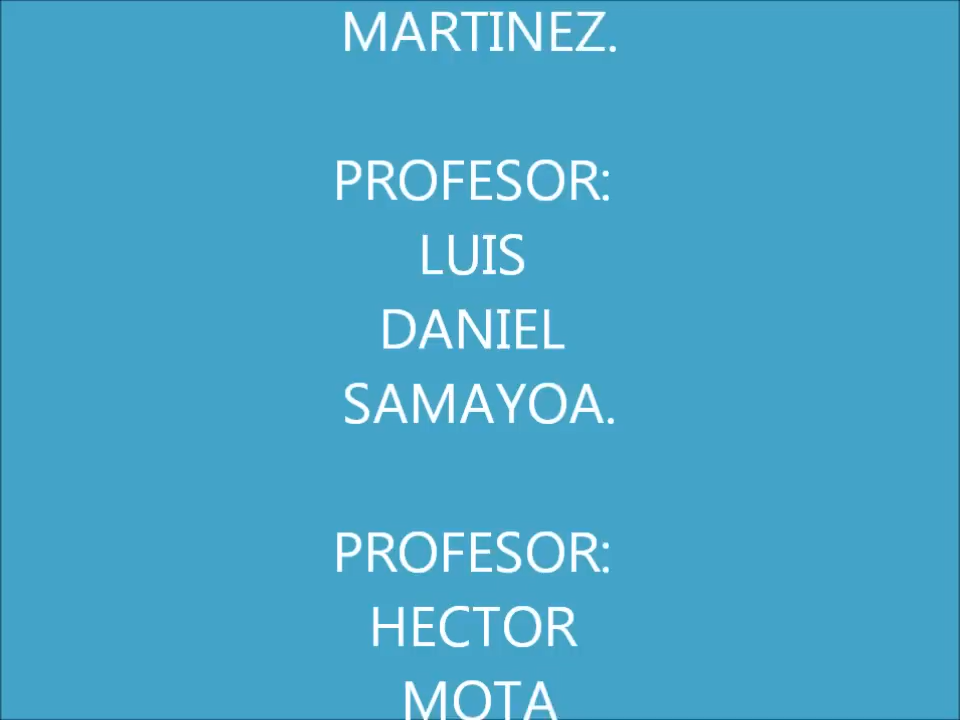 MARTINEZ.
PROFESOR:
LUIS
DANIEL
SAMAYOA.
PROFESOR:
HECTOR
MOTA